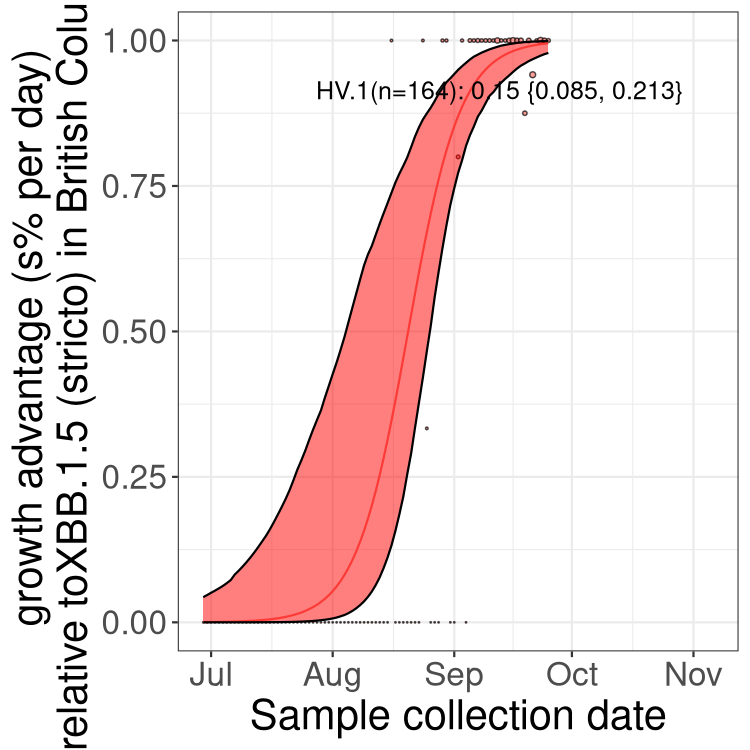 growth advantage (s% per day)
relative toXBB.1.5 (stricto) in British Colu
1.00
0.75
0.50
0.25
0.00
HV.1(n=164): 0.15 {0.085, 0.213}
Jul Aug Sep Oct Nov
Sample collection date